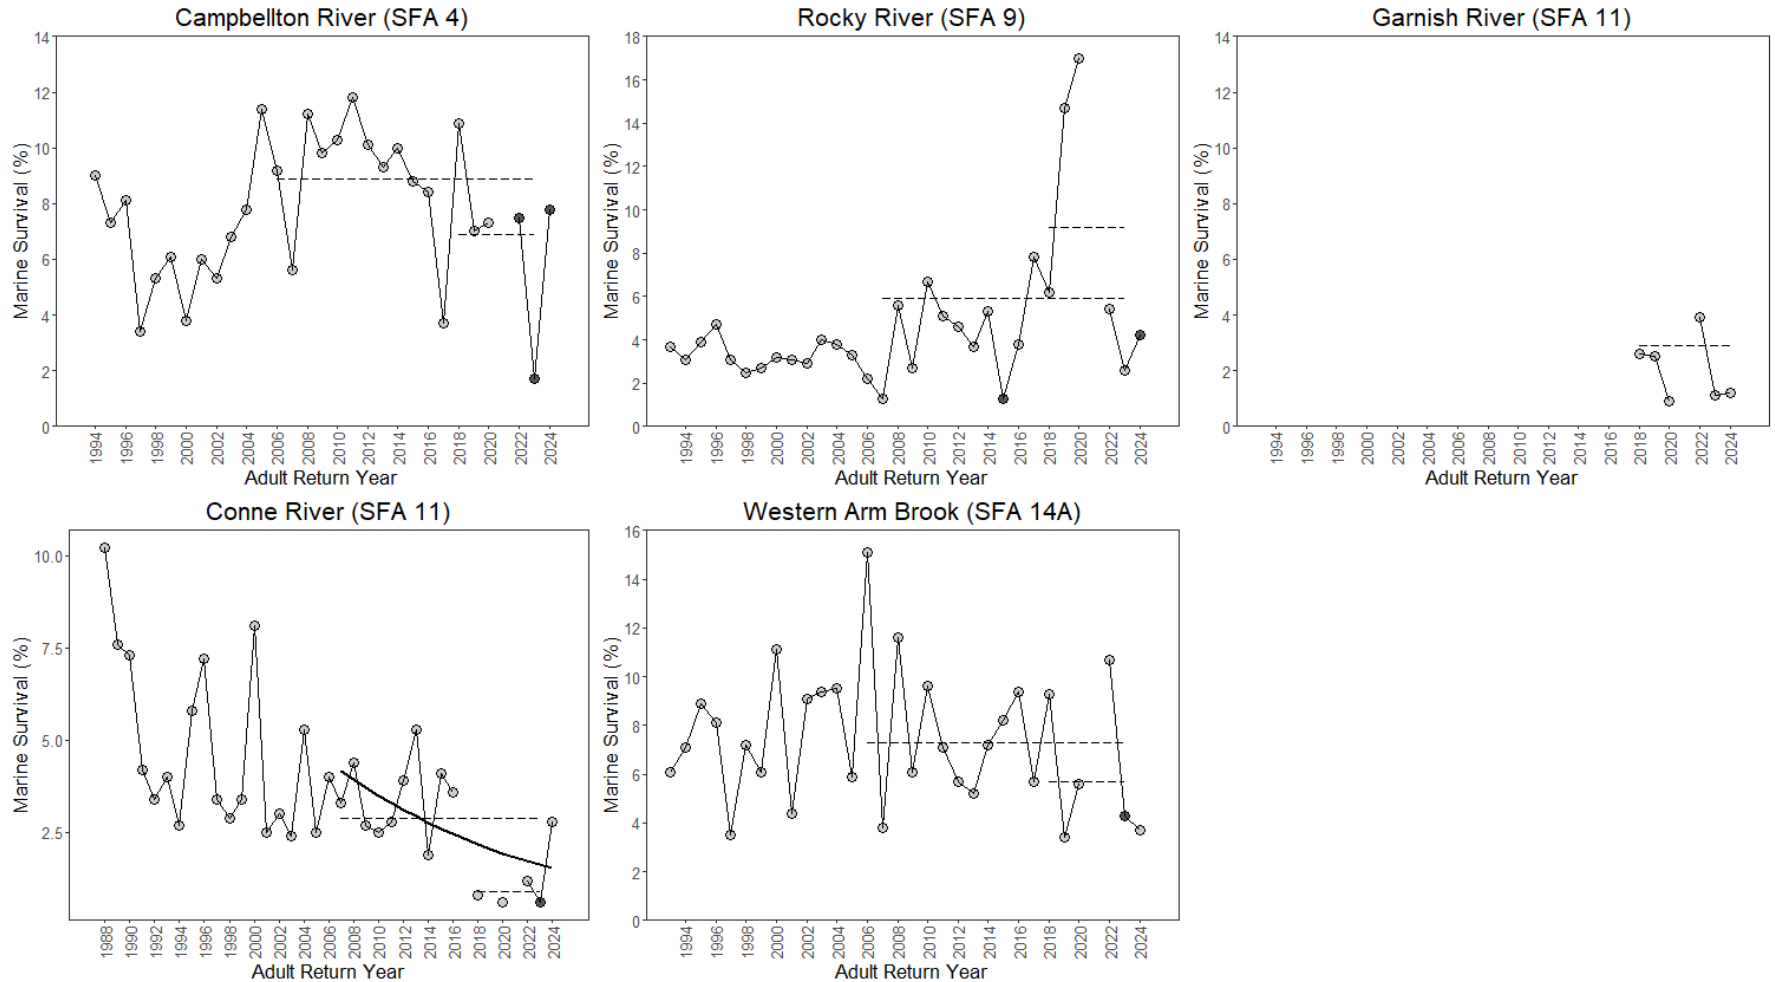 Campbellton River (SFA 4)
Marine Survival (%)
14
12
10
8
6
4
2
0
1994 1996 1998 2000 2002 2004 2006 2008 2010 2012 2014 2016 2018 2020 2022 2024
Adult Return Year
Rocky River (SFA 9)
Marine Survival (%)
18
16
14
12
10
8
6
4
2
0
1994 1996 1998 2000 2002 2004 2006 2008 2010 2012 2014 2016 2018 2020 2022 2024
Adult Return Year
Garnish River (SFA 11)
Marine Survival (%)
14
12
10
8
6
4
2
0
1994 1996 1998 2000 2002 2004 2006 2008 2010 2012 2014 2016 2018 2020 2022 2024
Adult Return Year
Conne River (SFA 11)
Marine Survival (%)
10.0
7.5
5.0
2.5
1988 1990 1992 1994 1996 1998 2000 2002 2004 2006 2008 2010 2012 2014 2016 2018 2020 2022 2024
Adult Return Year
Western Arm Brook (SFA 14A)
Marine Survival (%)
16
14
12
10
8
6
4
2
0
1994 1996 1998 2000 2002 2004 2006 2008 2010 2012 2014 2016 2018 2020 2022 2024
Adult Return Year